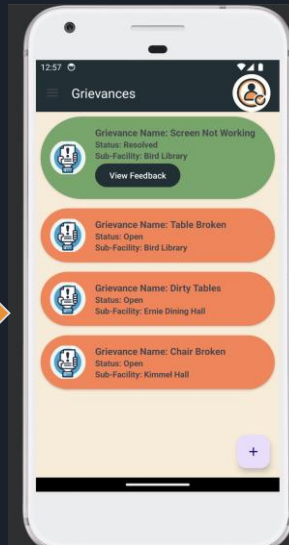 12:57
Grievances
Grievance Name: Screen Not Working
Status: Resolved
Sub-Facility: Bird Library
View Feedback
Grievance Name: Table Broken
Status: Open
Sub-Facility: Bird Library
Grievance Name: Dirty Tables
Status: Open
Sub-Facility: Ernie Dining Hall
Grievance Name: Chair Broken
Status: Open
Sub-Facility: Kimmel Hall
+